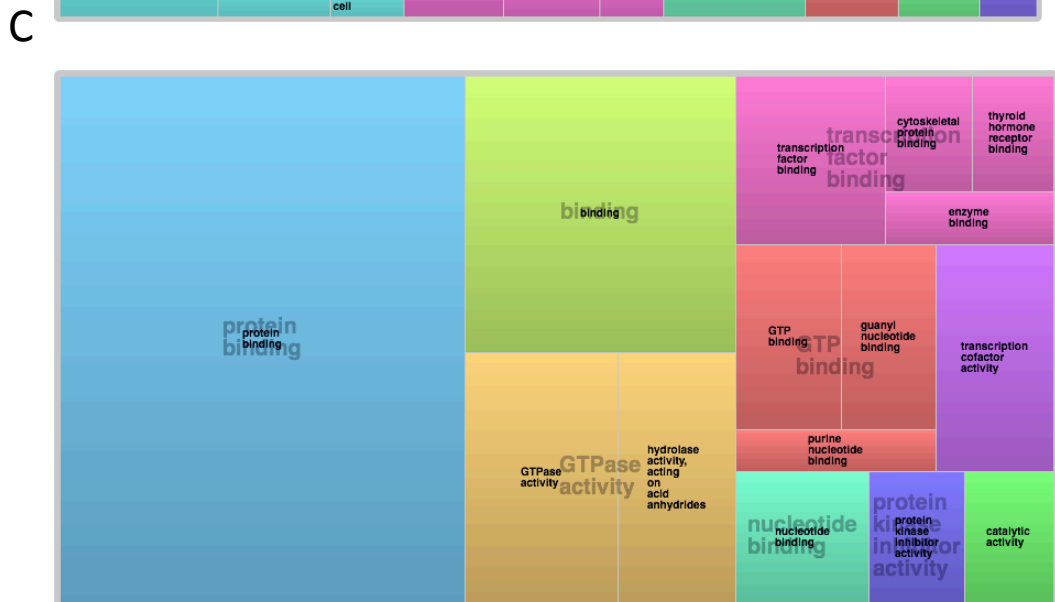 cell
C
protein
binding
protein
binding
binding
binding
GTPase
activity
GTPase
activity
hydrolase
activity,
acting
on
acid
anhydrides
transcription
factor
binding
transcription
factor
binding
cytoskeletal
protein
binding
thyroid
hormone
receptor
binding
enzyme
binding
GTP
binding
GTP
binding
guanyl
nucleotide
binding
purine
nucleotide
binding
transcription
cofactor
activity
nucleotide
binding
nucleotide
binding
protein
kinase
inhibitor
activity
protein
kinase
inhibitor
activity
catalytic
activity